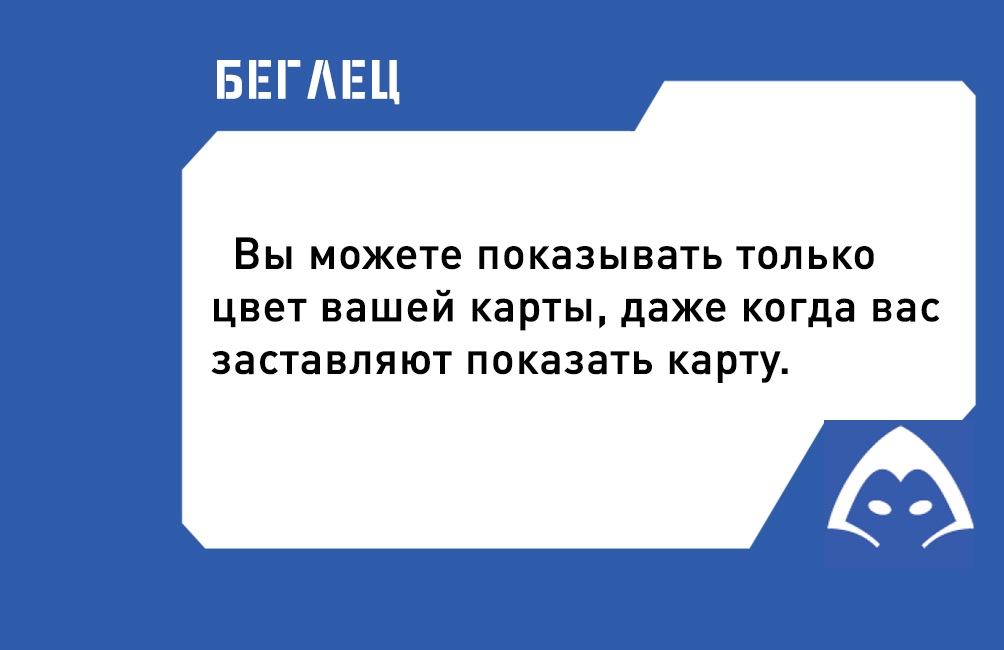 БЕГЛЕЦ
Вы можете показывать только
цвет вашей карты, даже когда вас
заставляют показать карту.